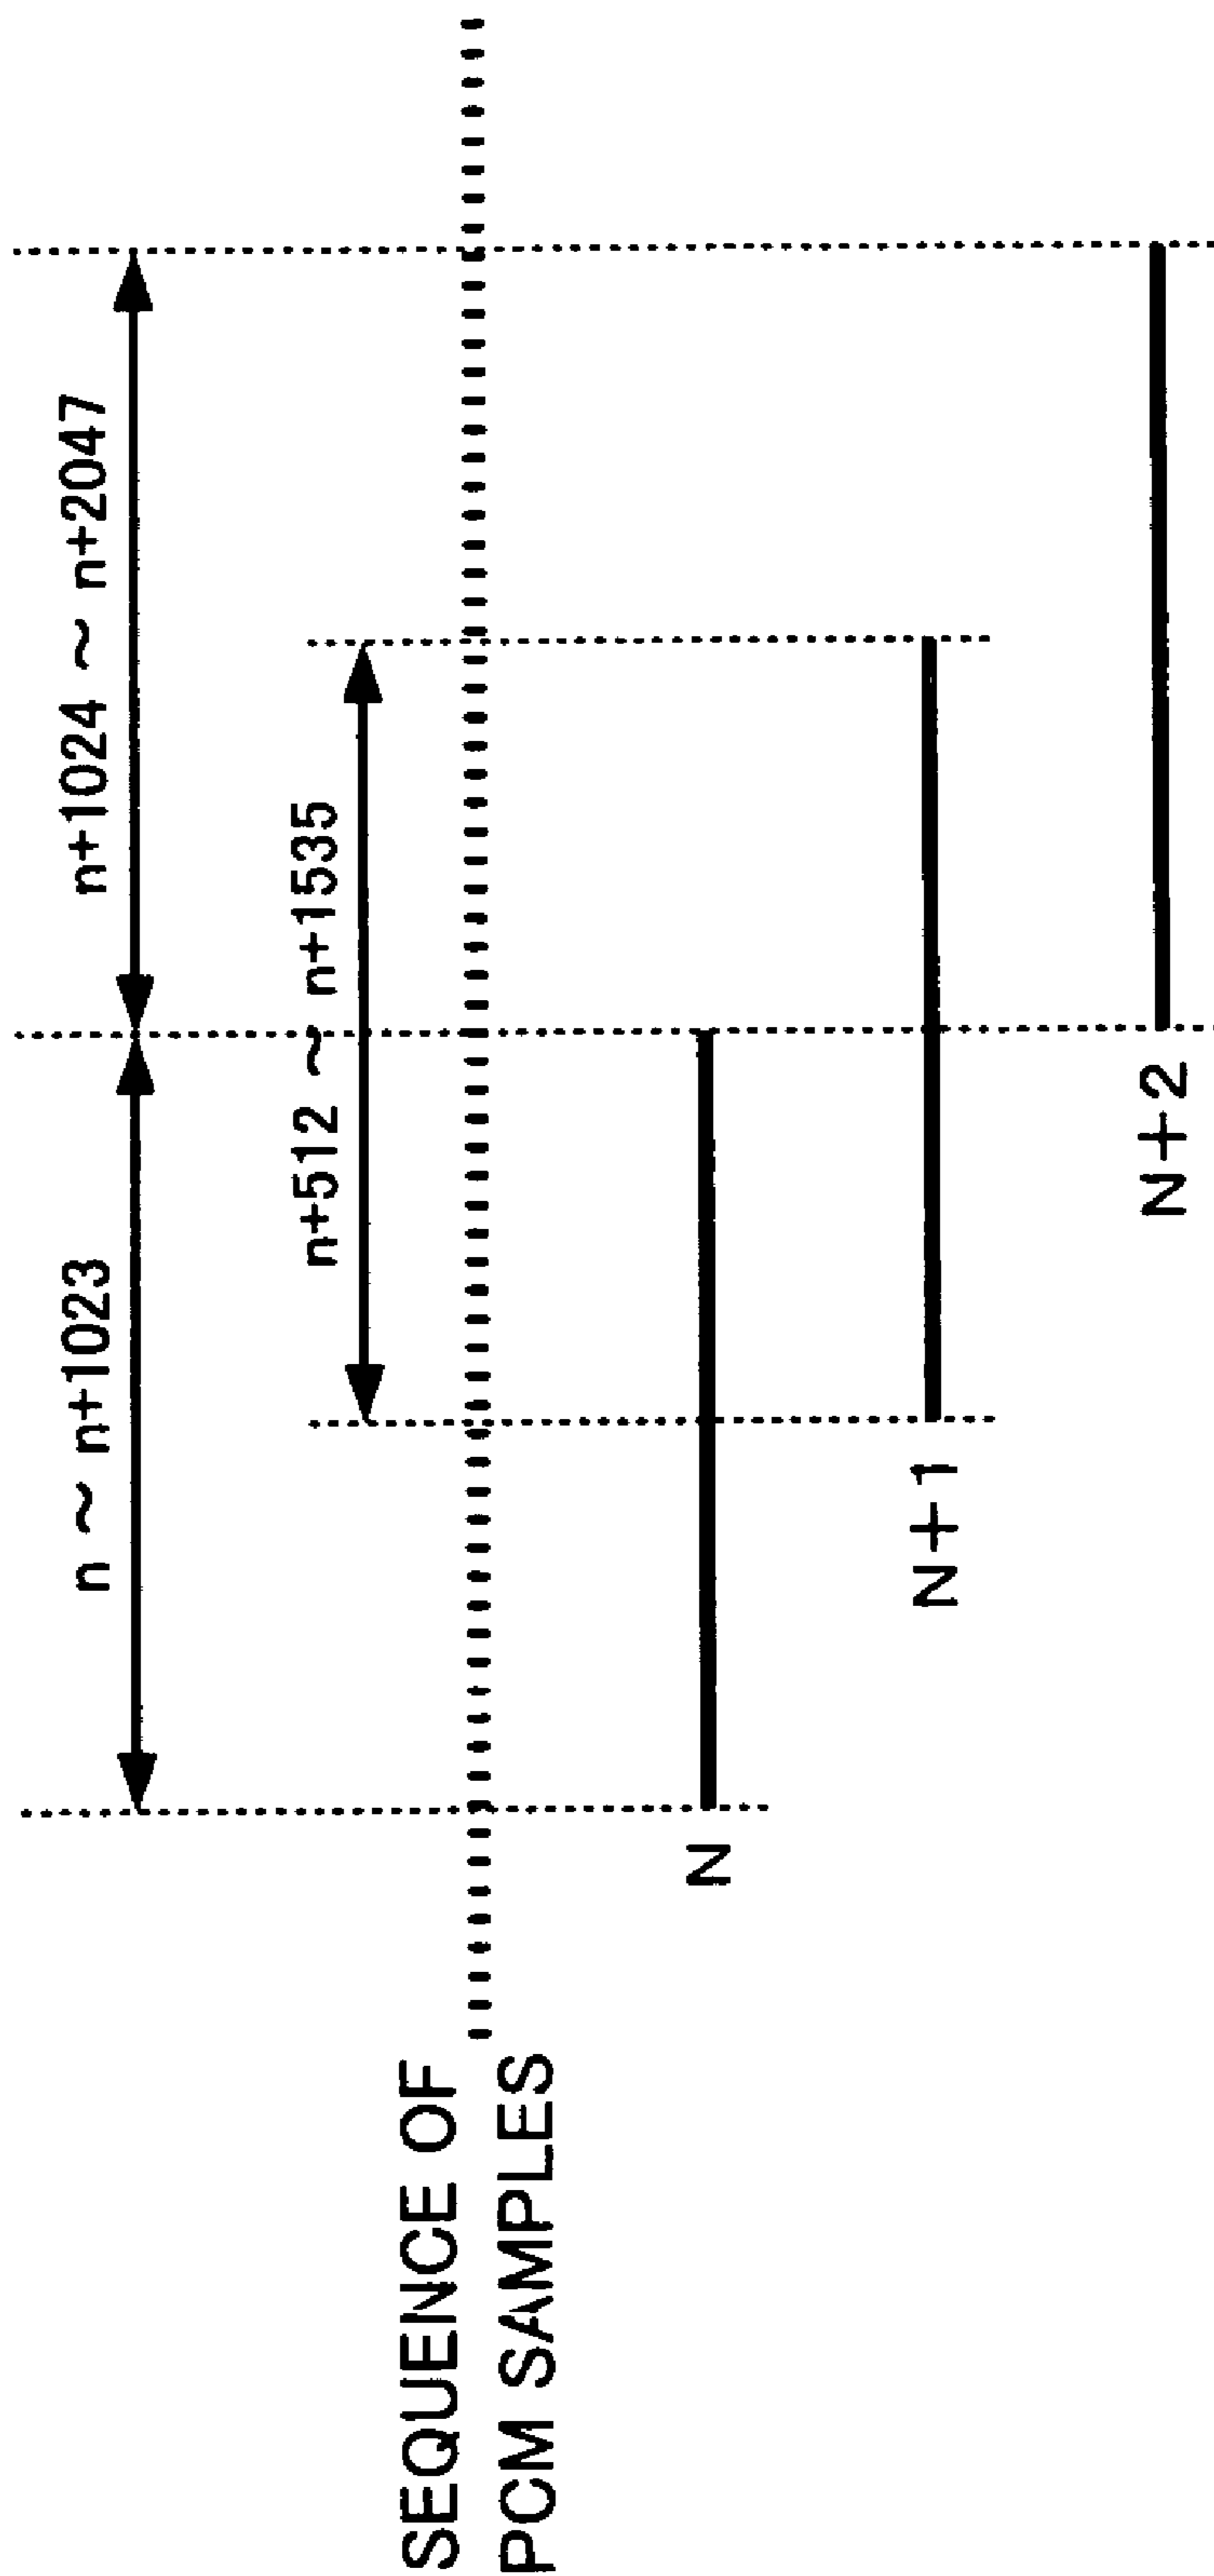 n ~ n+1023
n+1024 ~ n+2047
n+512 ~ n+1535
SEQUENCE OF
PCM SAMPLES
N
N+1
N+2